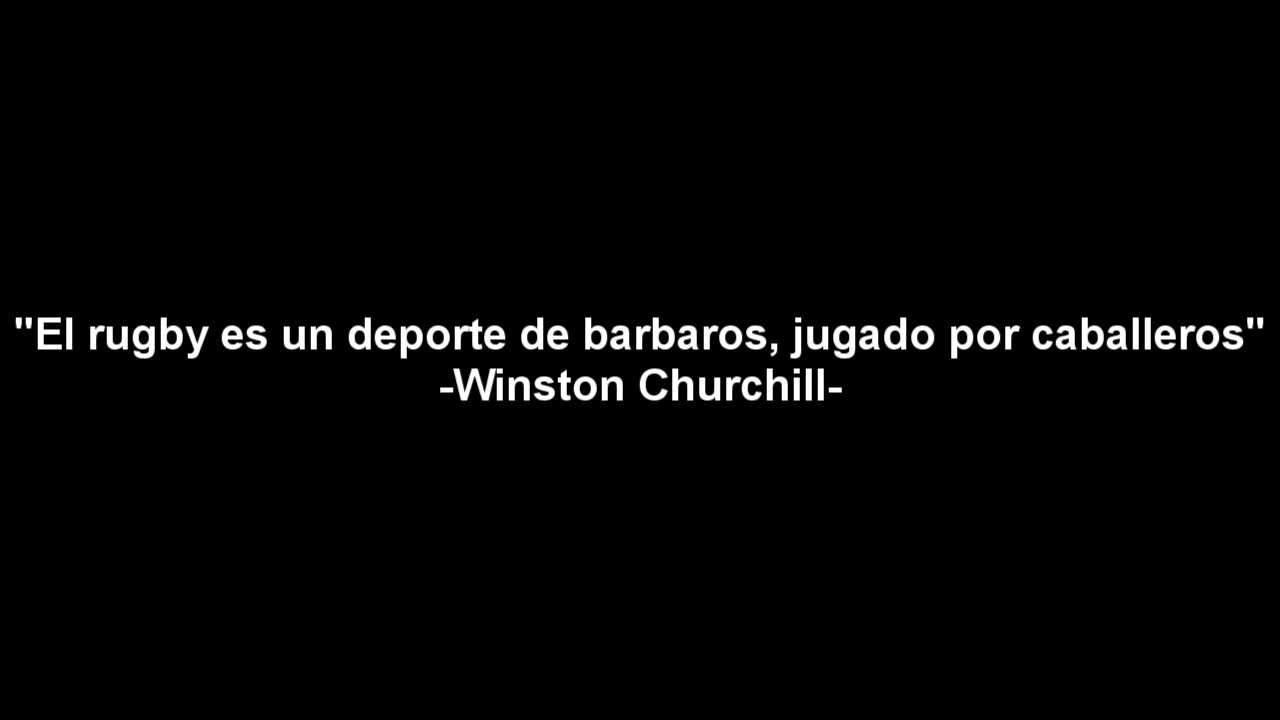 "El rugby es un deporte de barbaros, jugado por caballeros"
-Winston Churchill-